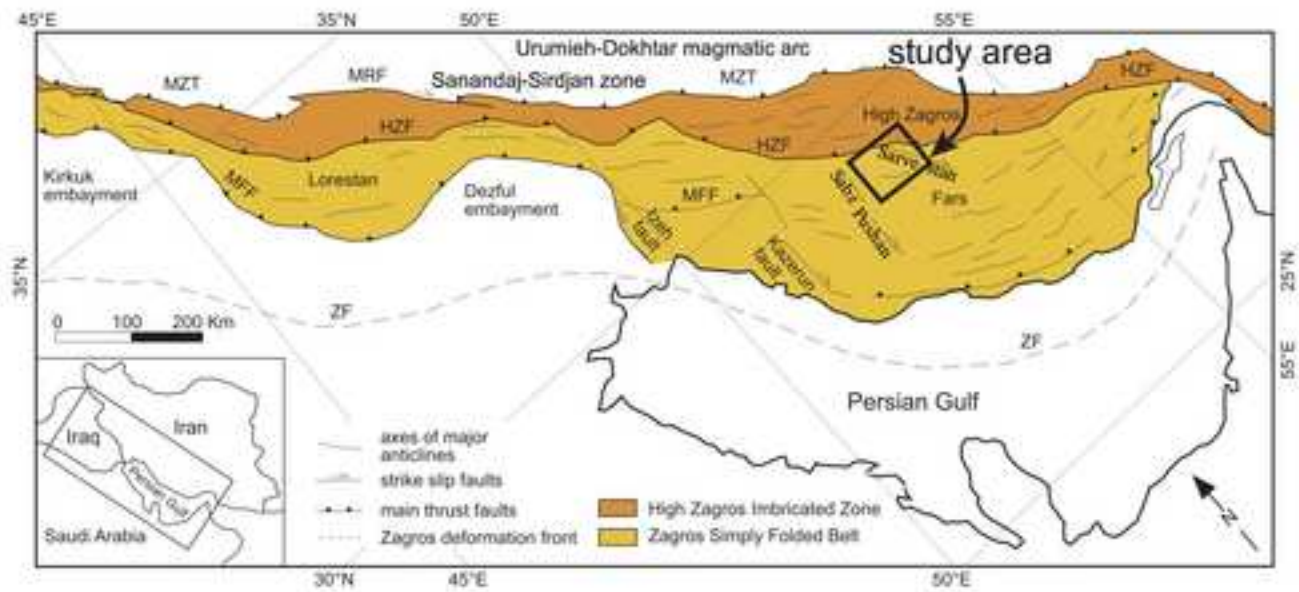 45°E
35°N
50°E
55°E
Urumieh-Dokhtar magmatic arc
study area
MZT
MRF
Sanandaj-Sirdjan zone
MZT
HZF
High Zagros
HZF
HZF
Kirkuk
embayment
MFF
Lorestan
Dezful
embayment
MFF
Fars
Izeh
fault
Kazerun
fault
Sabz Pushan
35°N
25°N
ZF
ZF
0 100 200 Km
55°E
Persian Gulf
Iraq
Iran
Persian Gulf
Saudi Arabia
axes of major
anticlines
strike slip faults
main thrust faults
Zagros deformation front
High Zagros Imbricated Zone
Zagros Simply Folded Belt
N
30°N
45°E
50°E